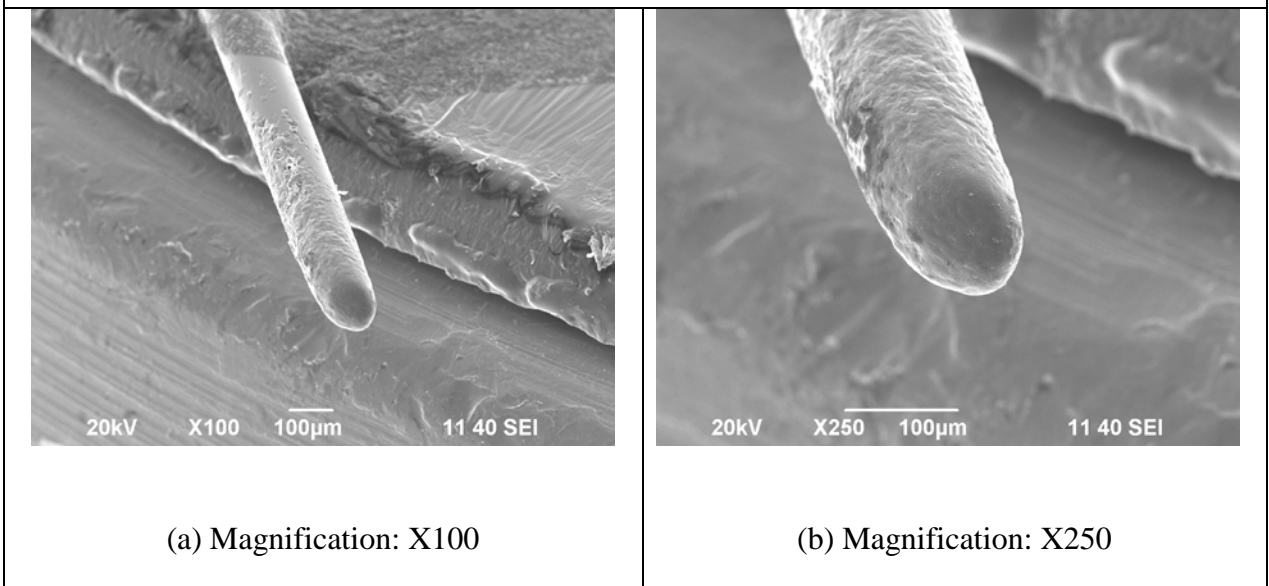 20kV X100 100μm 11 40 SEI
20kV X250 100μm 11 40 SEI
(a) Magnification: X100
(b) Magnification: X250